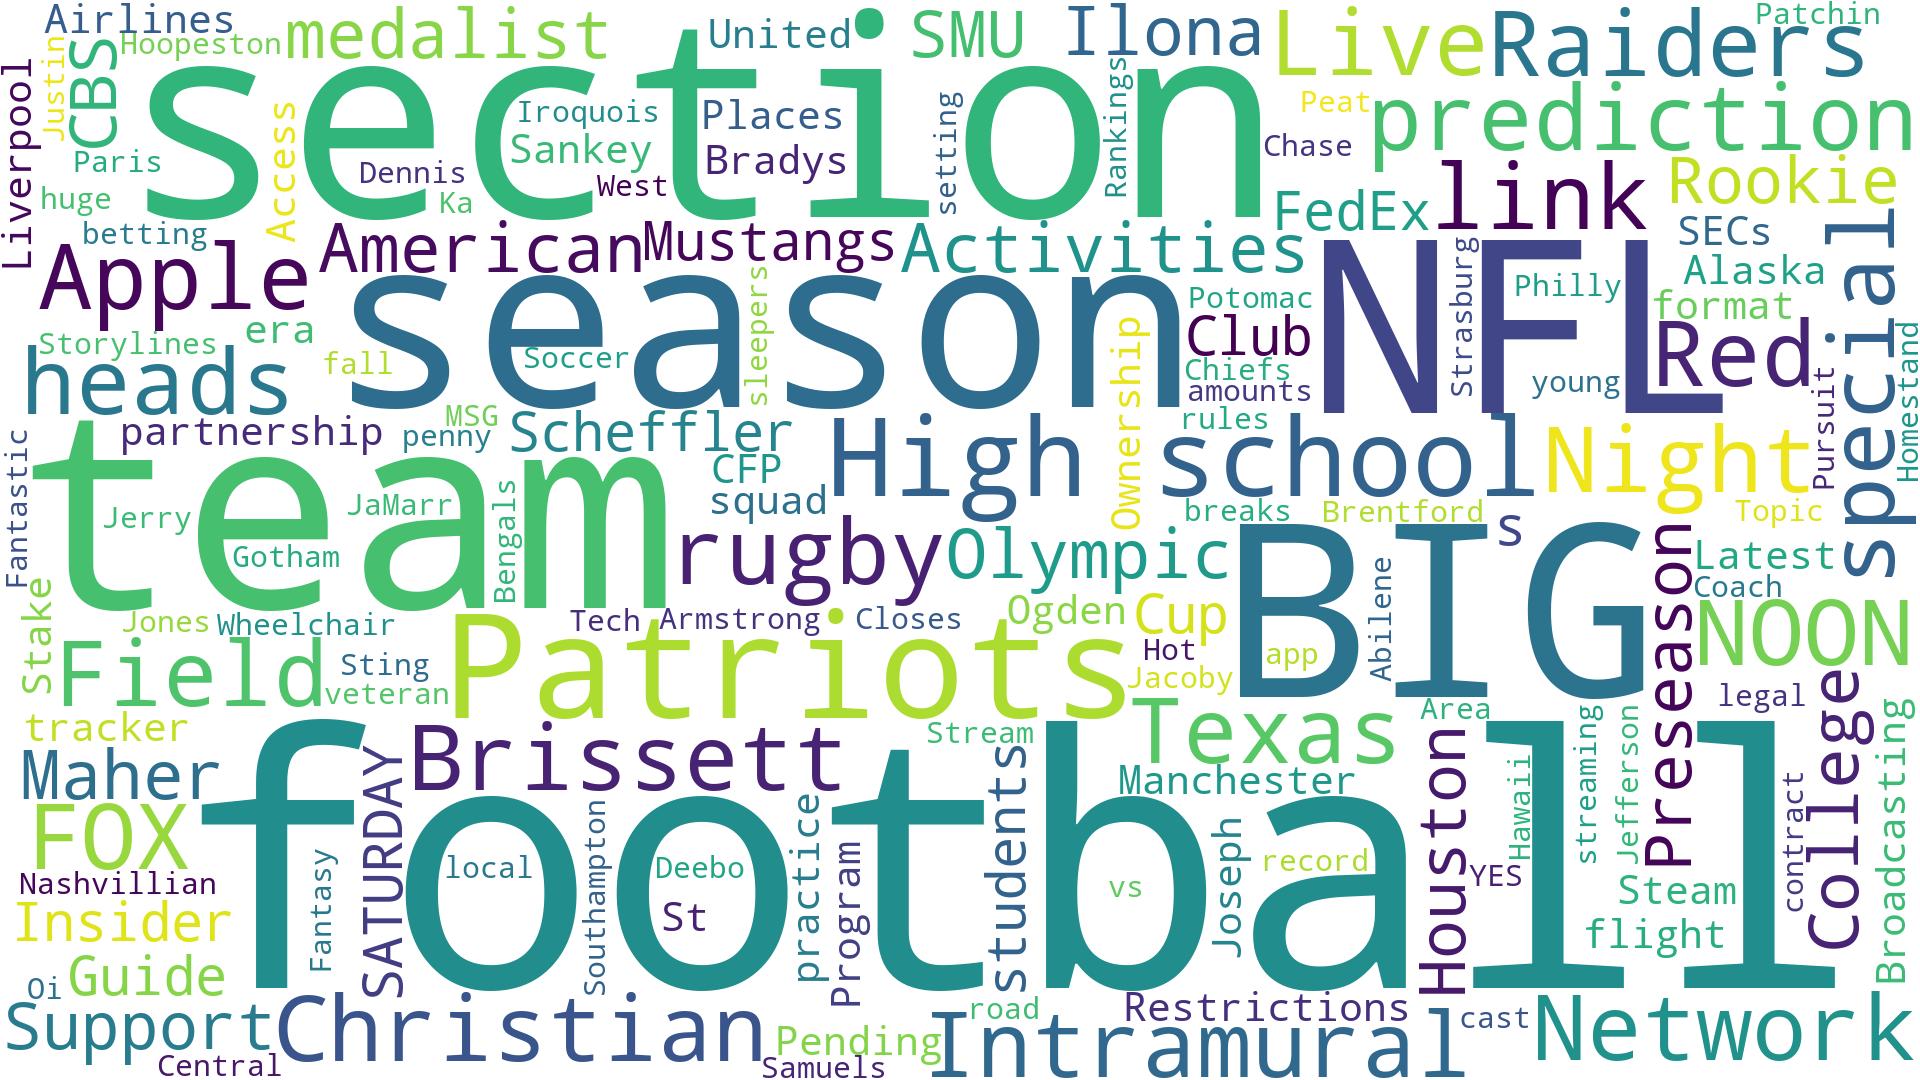 Airlines
Hoopeston
medalist
United
SMU
Ilona
Live
Raiders
Patchin
Liverpool
Justin
CBS
section
Iroquois
Places
setting
Rankings
Peat
prediction
Access
Paris
Dennis
Sankey
Bradys
Chase
huge
Ka
West
link
Rookie
FedEx
SECs
special
betting
Apple
American
Mustangs
Activities
NFL
Strasburg
Philly
Alaska
format
Storylines
era
season
sleepers
Potomac
Club
Red
Homestand
heads
fall
Soccer
Ownership
Chiefs
amounts
young
Pursuit
partnership
MSG
penny
Scheffler
rules
High school
Night
Fantastic
team
Jerry
JaMarr
Bengals
CFP
squad
breaks
Brentford
s
Topic
Gotham
rugby
Olympic
BIG
Abilene
Preseason
Latest
Coach
Stake
Jones
Wheelchair
Tech
Armstrong
Closes
Ogden
Cup
NOON
Field
Sting
veteran
Patriots
Hot
Jacoby
app
legal
tracker
Stream
Texas
Area
College
Broadcasting
Maher
Brissett
Manchester
Houston
Hawaii
streaming
Jefferson
contract
FOX
football
SATURDAY
students
Nashvillian
Fantasy
local
Southampton
Deebo
practice
Program
vs
Joseph
record
YES
Steam
Insider
St
flight
Oi
Guide
Support
Christian
road
Restrictions
cast
Network
Central
Pending
Samuels
Intramural